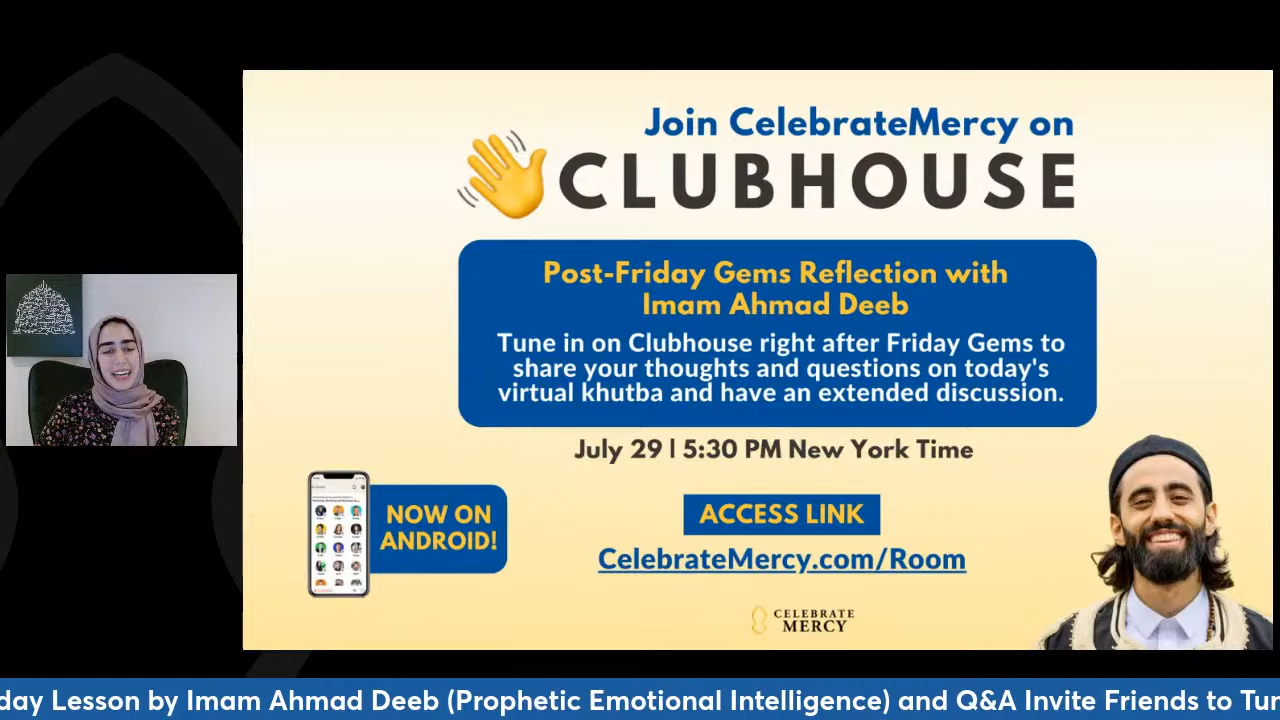 Join CelebrateMercy on
CLUBHOUSE
Post-Friday Gems Reflection with
Imam Ahmad Deeb
Tune in on Clubhouse right after Friday Gems to
share your thoughts and questions on today's
virtual khutba and have an extended discussion.
July 29 | 5:30 PM New York Time
NOW ON
ANDROID!
ACCESS LINK
CelebrateMercy.com/Room
CELEBRATE
MERCY
day Lesson by Imam Ahmad Deeb (Prophetic Emotional Intelligence) and Q&A Invite Friends to Tun